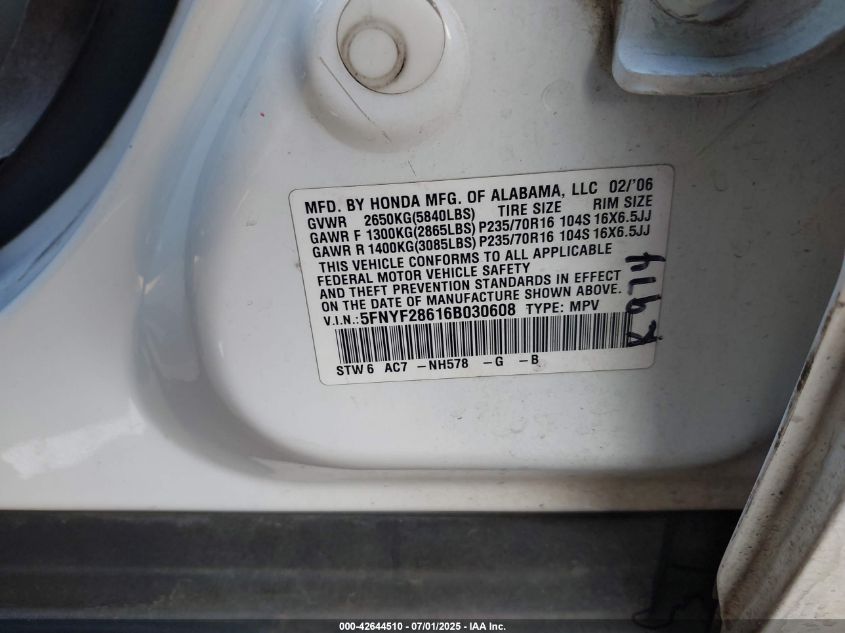 MFD. BY HONDA MFG. OF ALABAMA, LLC 02/'06
GVWR 2650KG(5840LBS) TIRE SIZE RIM SIZE
GAWR F 1300KG(2865LBS) P235/70R16 104S 16X6.5JJ
GAWR R 1400KG(3085LBS) P235/70R16 104S 16X6.5JJ
THIS VEHICLE CONFORMS TO ALL APPLICABLE
FEDERAL MOTOR VEHICLE SAFETY
AND THEFT PREVENTION STANDARDS IN EFFECT
ON THE DATE OF MANUFACTURE SHOWN ABOVE.
V.I.N.: 5FNYF28616B030608 TYPE: MPV
STW6 AC7 -NH578 -G -B
000-42644510 - 07/01/2025 - IAA Inc.